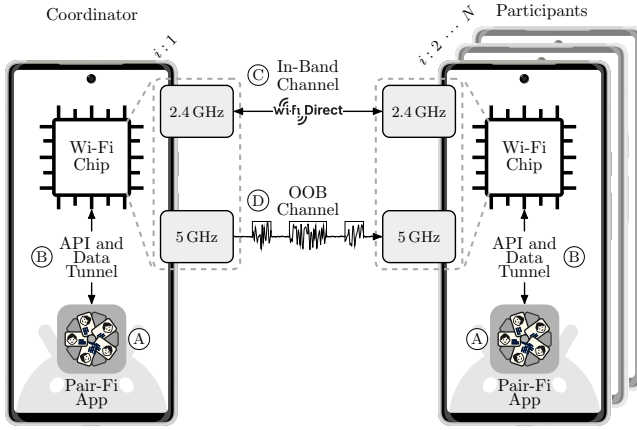 Coordinator
Participants
i : 1
i : 2 ... N
C In-Band
Channel
2.4 GHz
Wi-Fi Direct
2.4 GHz
Wi-Fi
Chip
Wi-Fi
Chip
D OOB
Channel
5 GHz
5 GHz
B
API and
Data
Tunnel
API and
Data
Tunnel
B
A
A
Pair-Fi
App
Pair-Fi
App